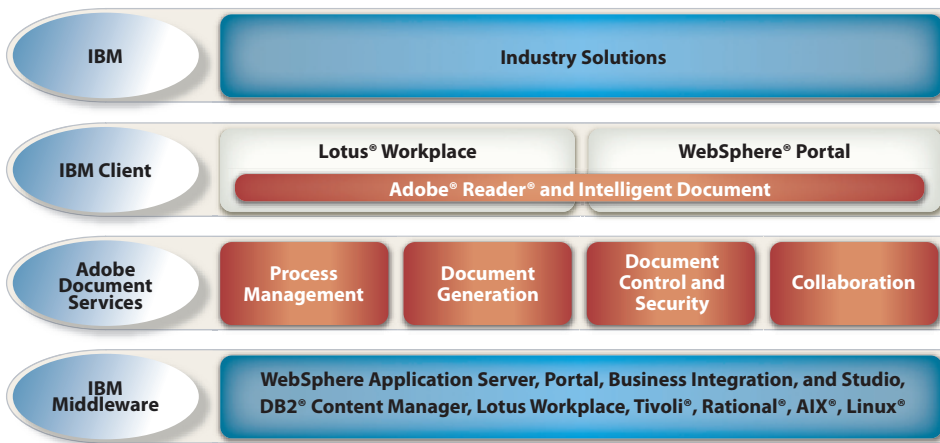 IBM
Industry Solutions
IBM Client
Lotus® Workplace
WebSphere® Portal
Adobe® Reader® and Intelligent Document
Adobe
Document
Services
Process
Management
Document
Generation
Document
Control and
Security
Collaboration
IBM
Middleware
WebSphere Application Server, Portal, Business Integration, and Studio,
DB2® Content Manager, Lotus Workplace, Tivoli®, Rational®, AIX®, Linux®